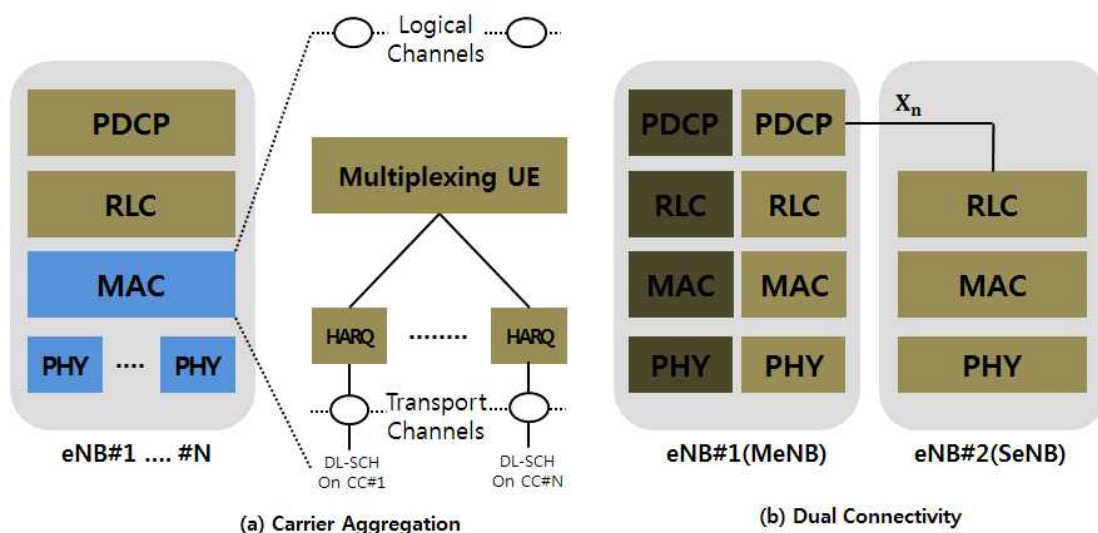 Logical
Channels
PDCP
RLC
MAC
PHY .... PHY
eNB#1 .... #N
Multiplexing UE
HARQ ........ HARQ
Transport
Channels
DL-SCH
On CC#1
DL-SCH
On CC#N
(a) Carrier Aggregation
PDCP PDCP
Xn
RLC RLC RLC
MAC MAC MAC
PHY PHY PHY
eNB#1(MeNB) eNB#2(SeNB)
(b) Dual Connectivity